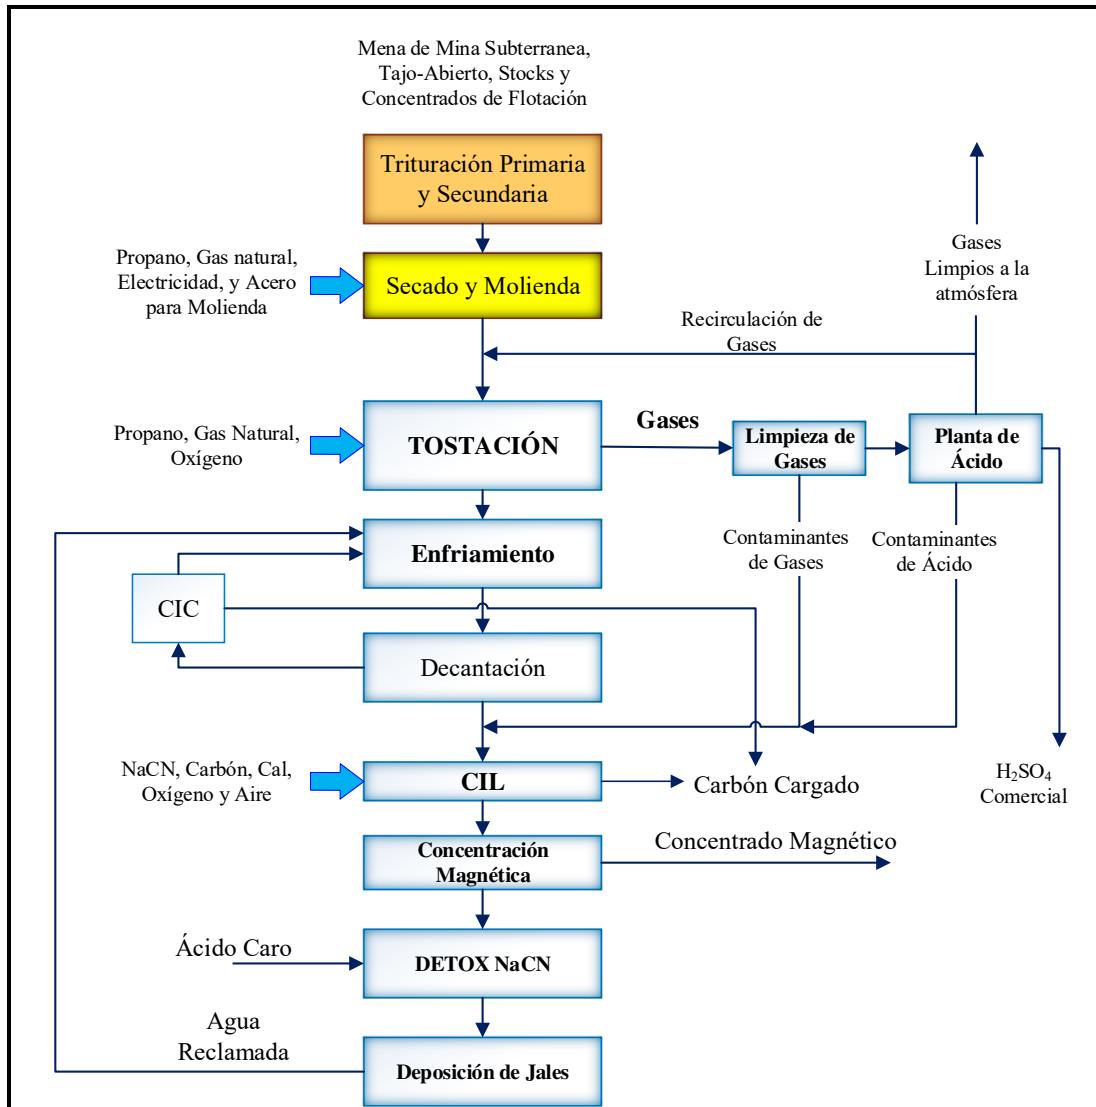 Mena de Mina Subterranea,
Tajo-Abierto, Stocks y
Concentrados de Flotación
Trituración Primaria
y Secundaria
Propano, Gas natural,
Electricidad, y Acero
para Molienda
Secado y Molienda
Gases
Limpios a la
atmósfera
Recirculación de
Gases
Propano, Gas Natural,
Oxígeno
TOSTACIÓN
Gases
Limpieza de
Gases
Planta de
Ácido
Enfriamiento
Contaminantes
de Gases
Contaminantes
de Ácido
CIC
Decantación
NaCN, Carbón, Cal,
Oxígeno y Aire
CIL
Carbón Cargado
H₂SO₄
Comercial
Concentración
Magnética
Concentrado Magnético
Ácido Caro
DETOX NaCN
Agua
Reclamada
Deposición de Jales